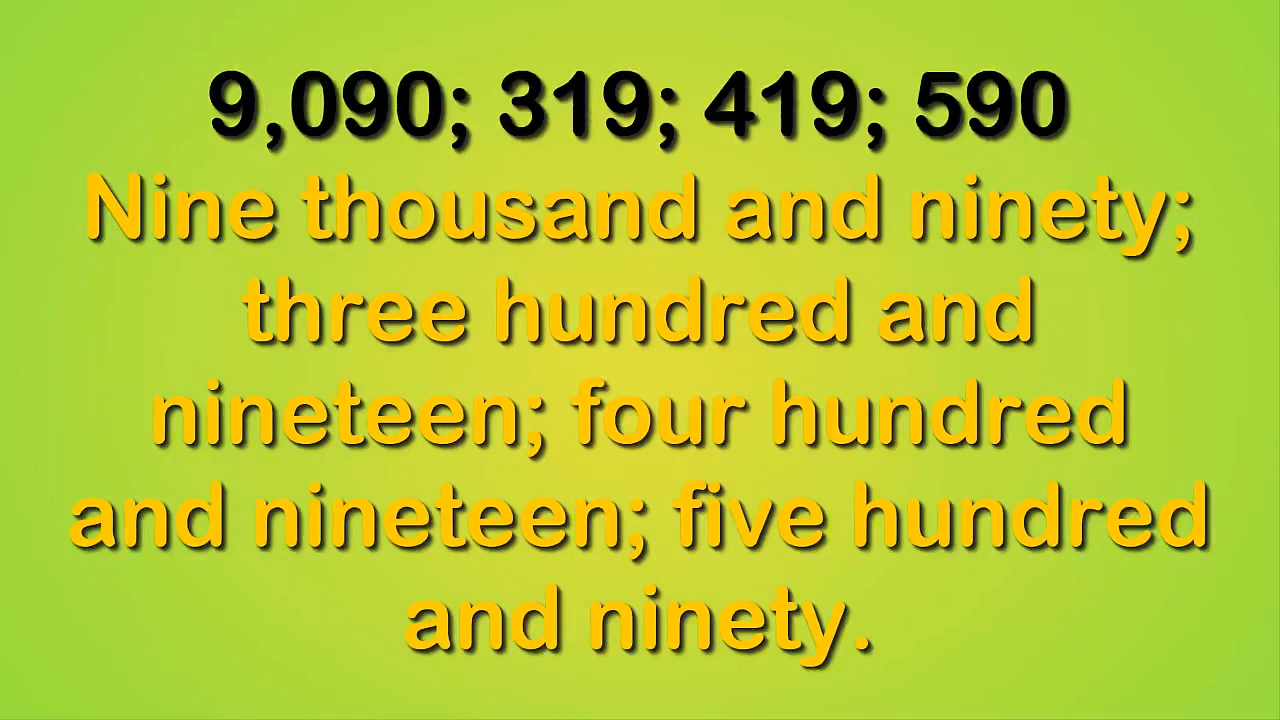 9,090; 319; 419; 590
Nine thousand and ninety;
three hundred and
nineteen; four hundred
and nineteen; five hundred
and ninety.